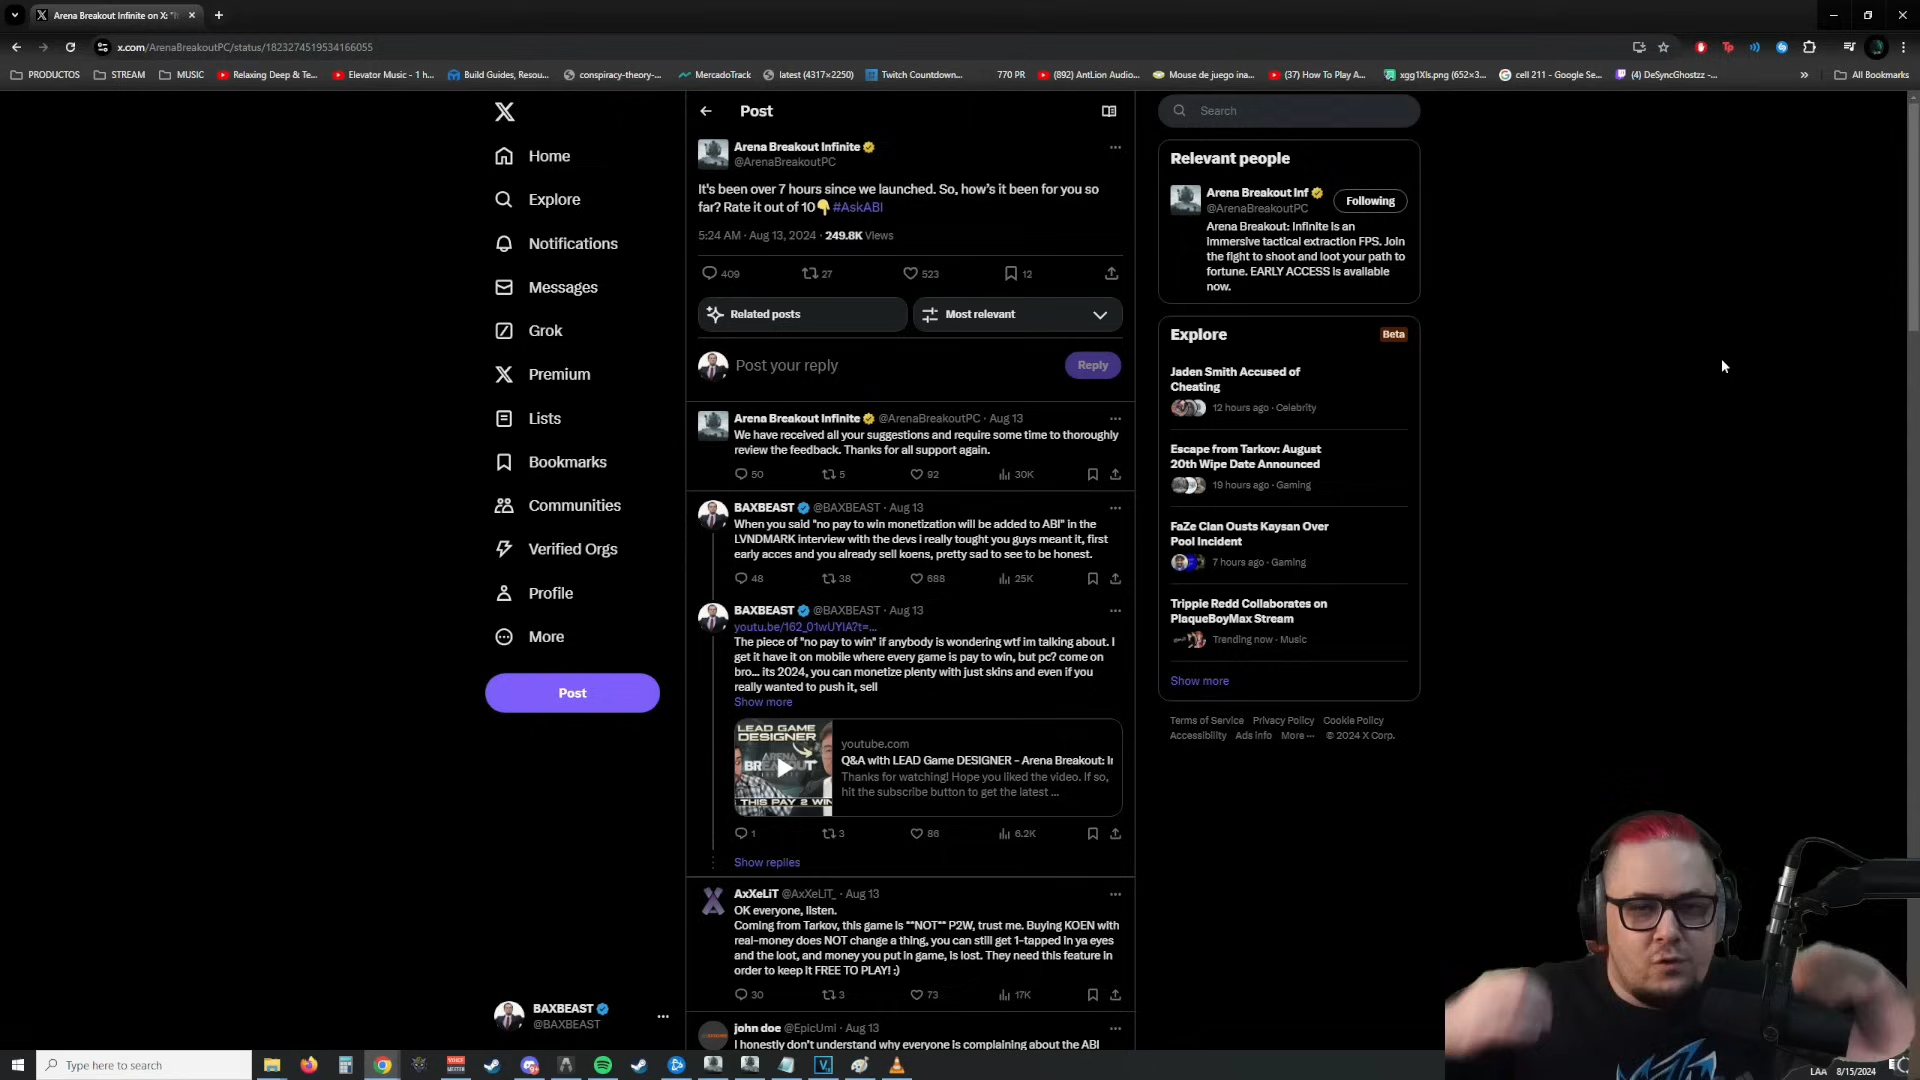 Arena Breakout Infinite on X: "h
x.com/ArenaBreakoutPC/status/1823274519534166055
PRODUCTOS
STREAM
MUSIC
Relaxing Deep & Te...
Elevator Music - 1 h...
Build Guides, Resou...
conspiracy-theory-...
MercadoTrack
latest (4317×2250)
Twitch Countdown...
770 PR
(892) AntLion Audio...
Mouse de juego ina...
(37) How To Play A...
xgg1Xls.png (652×3...
cell 211 - Google Se...
(4) DeSyncGhostzz -...
All Bookmarks
Home
Explore
Notifications
Messages
Grok
Premium
Lists
Bookmarks
Communities
Verified Orgs
Profile
More
Post
BAXBEAST
@BAXBEAST
Post
Arena Breakout Infinite
@ArenaBreakoutPC
It's been over 7 hours since we launched. So, how's it been for you so
far? Rate it out of 10👇 #AskABI
5:24 AM · Aug 13, 2024 · 249.8K Views
409 27 523 12
Related posts
Most relevant
Post your reply
Reply
Arena Breakout Infinite @ArenaBreakoutPC · Aug 13
We have received all your suggestions and require some time to thoroughly
review the feedback. Thanks for all support again.
50 5 92 30K
BAXBEAST @BAXBEAST · Aug 13
When you said "no pay to win monetization will be added to ABI" in the
LVNDMARK interview with the devs i really tought you guys meant it, first
early acces and you already sell koens, pretty sad to see to be honest.
48 38 688 25K
BAXBEAST @BAXBEAST · Aug 13
youtu.be/162_01wUYIA?t=...
The piece of "no pay to win" if anybody is wondering wtf im talking about. I
get it have it on mobile where every game is pay to win, but pc? come on
bro... its 2024, you can monetize plenty with just skins and even if you
really wanted to push it, sell
Show more
LEAD GAME
DESIGNER
ARENA
BREAKOUT
THIS PAY 2 WIN
youtube.com
Q&A with LEAD Game DESIGNER - Arena Breakout: I
Thanks for watching! Hope you liked the video. If so,
hit the subscribe button to get the latest ...
1 3 86 6.2K
Show replies
AxXeLiT @AxXeLiT_ · Aug 13
OK everyone, listen.
Coming from Tarkov, this game is **NOT** P2W, trust me. Buying KOEN with
real-money does NOT change a thing, you can still get 1-tapped in ya eyes
and the loot, and money you put in game, is lost. They need this feature in
order to keep it FREE TO PLAY! :)
30 3 73 17K
john doe @EpicUmi · Aug 13
I honestly don't understand why everyone is complaining about the ABI
Search
Relevant people
Arena Breakout Inf
@ArenaBreakoutPC
Following
Arena Breakout: Infinite is an
immersive tactical extraction FPS. Join
the fight to shoot and loot your path to
fortune. EARLY ACCESS is available
now.
Explore
Beta
Jaden Smith Accused of
Cheating
12 hours ago · Celebrity
Escape from Tarkov: August
20th Wipe Date Announced
19 hours ago · Gaming
FaZe Clan Ousts Kaysan Over
Pool Incident
7 hours ago · Gaming
Trippie Redd Collaborates on
PlaqueBoyMax Stream
Trending now · Music
Show more
Terms of Service Privacy Policy Cookie Policy
Accessibility Ads info More ··· © 2024 X Corp.
Type here to search
LAA 8/15/2024